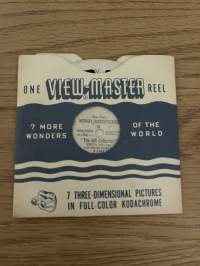 ONE VIEW-MASTER REEL
7 MORE WONDERS
OF THE WORLD
7 THREE-DIMENSIONAL PICTURES
IN FULL-COLOR KODACHROME